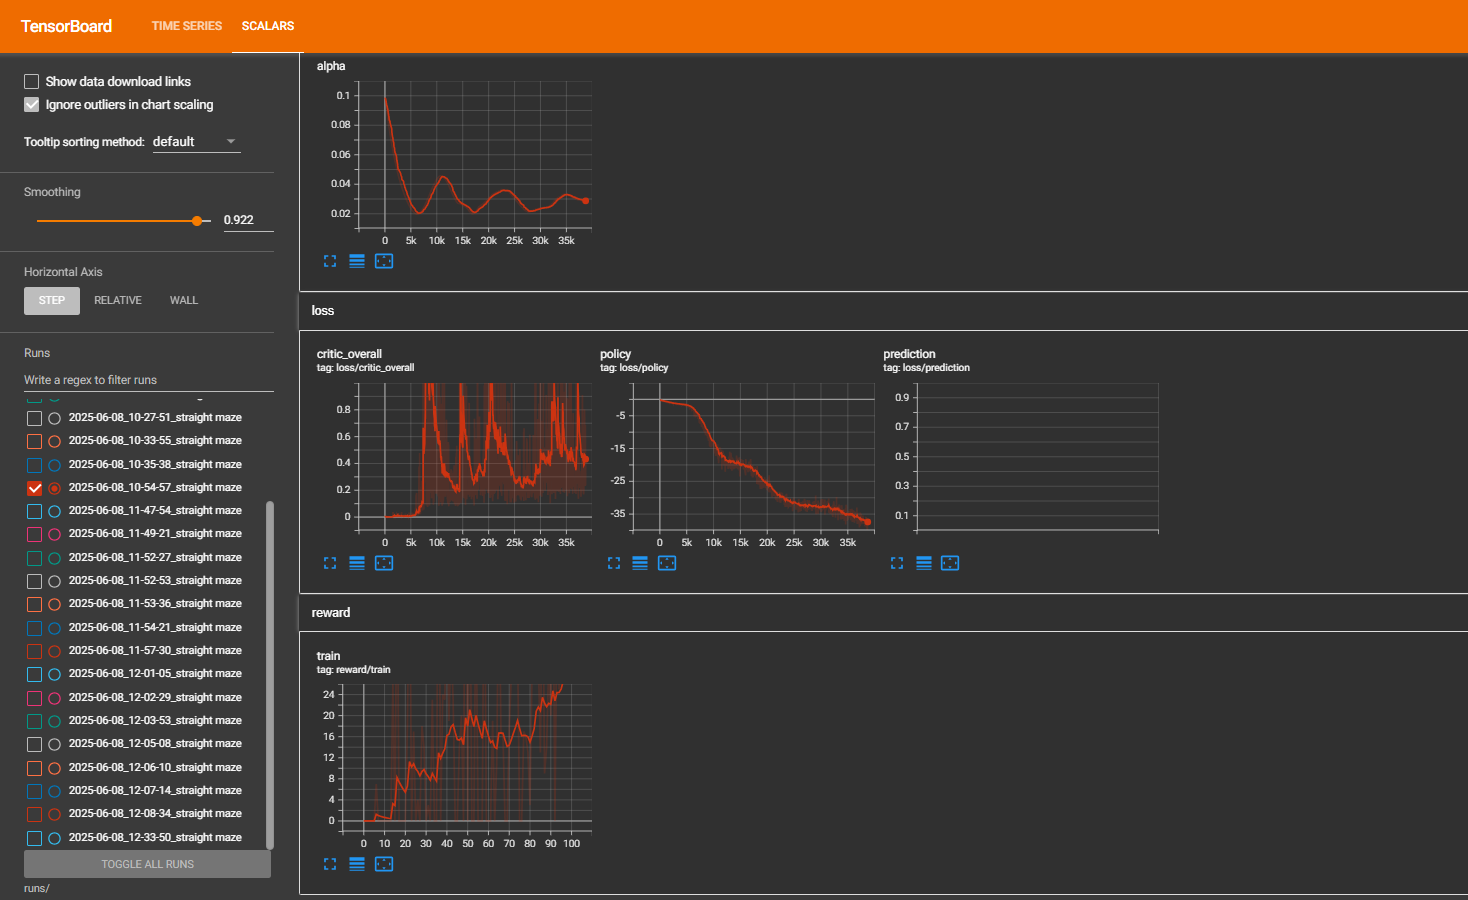 TensorBoard
TIME SERIES
SCALARS
Show data download links
Ignore outliers in chart scaling
Tooltip sorting method: default
Smoothing
0.922
Horizontal Axis
STEP RELATIVE WALL
Runs
Write a regex to filter runs
2025-06-08_10-27-51_straight maze
2025-06-08_10-33-55_straight maze
2025-06-08_10-35-38_straight maze
2025-06-08_10-54-57_straight maze
2025-06-08_11-47-54_straight maze
2025-06-08_11-49-21_straight maze
2025-06-08_11-52-27_straight maze
2025-06-08_11-52-53_straight maze
2025-06-08_11-53-36_straight maze
2025-06-08_11-54-21_straight maze
2025-06-08_11-57-30_straight maze
2025-06-08_12-01-05_straight maze
2025-06-08_12-02-29_straight maze
2025-06-08_12-03-53_straight maze
2025-06-08_12-05-08_straight maze
2025-06-08_12-06-10_straight maze
2025-06-08_12-07-14_straight maze
2025-06-08_12-08-34_straight maze
2025-06-08_12-33-50_straight maze
TOGGLE ALL RUNS
runs/
alpha
0.1
0.08
0.06
0.04
0.02
0 5k 10k 15k 20k 25k 30k 35k
loss
critic_overall
tag: loss/critic_overall
0.8
0.6
0.4
0.2
0
0 5k 10k 15k 20k 25k 30k 35k
policy
tag: loss/policy
-5
-15
-25
-35
0 5k 10k 15k 20k 25k 30k 35k
prediction
tag: loss/prediction
0.9
0.7
0.5
0.3
0.1
reward
train
tag: reward/train
24
20
16
12
8
4
0
0 10 20 30 40 50 60 70 80 90 100